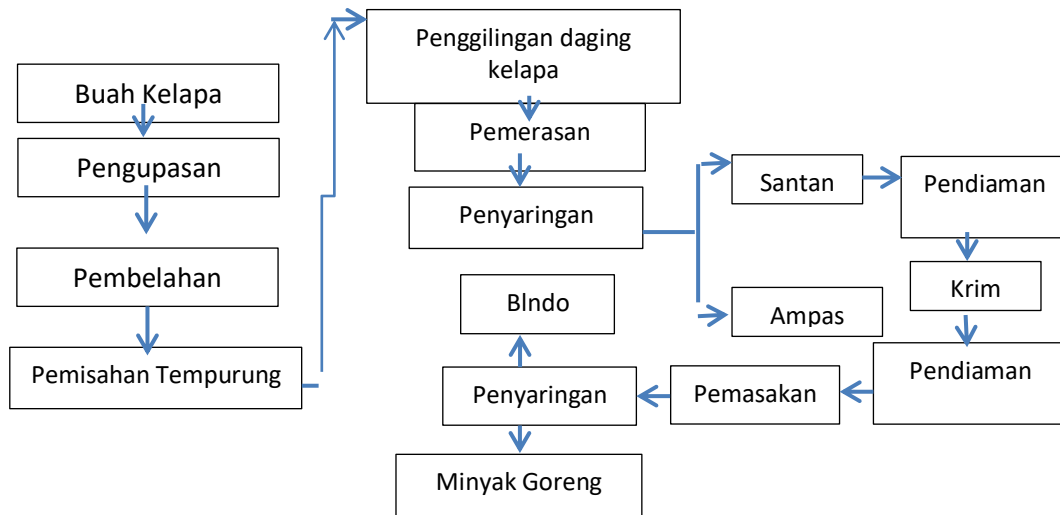 Buah Kelapa
Pengupasan
Pembelahan
Pemisahan Tempurung
Penggilingan daging
kelapa
Pemerasan
Penyaringan
Santan
Ampas
Pendiaman
Krim
Pendiaman
Pemasakan
Penyaringan
Blndo
Minyak Goreng